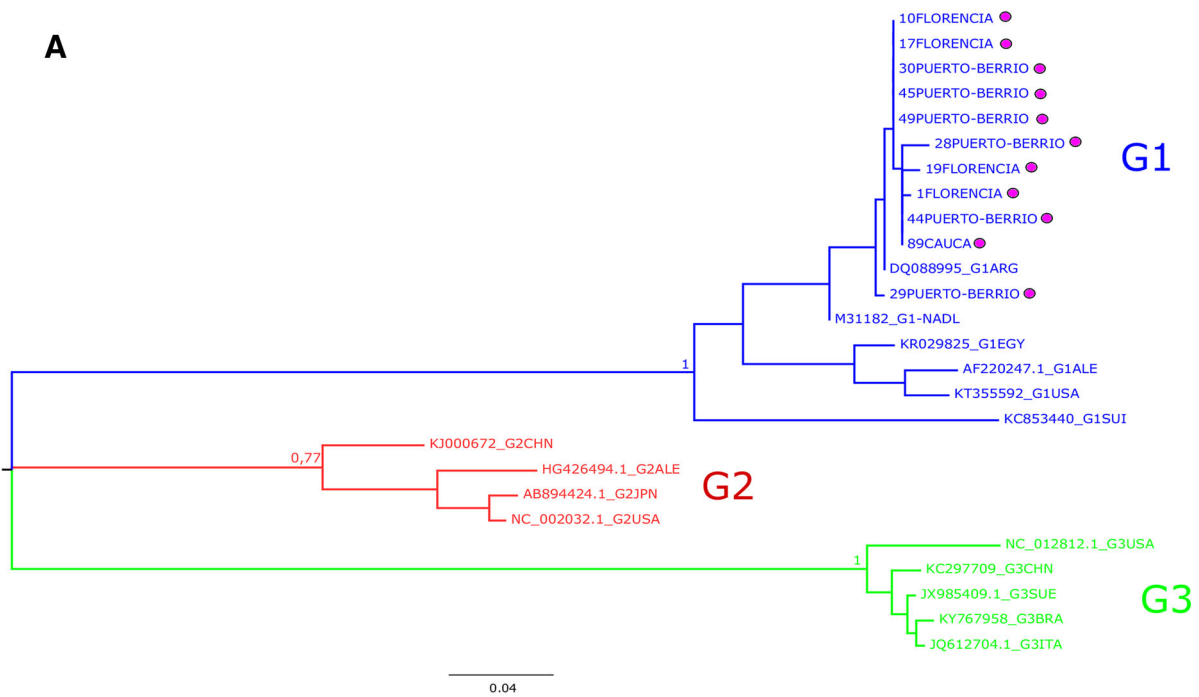 A
10FLORENCIA
17FLORENCIA
30PUERTO-BERRIO
45PUERTO-BERRIO
49PUERTO-BERRIO
28PUERTO-BERRIO
G1
19FLORENCIA
1FLORENCIA
44PUERTO-BERRIO
89CAUCA
DQ088995_G1ARG
29PUERTO-BERRIO
M31182_G1-NADL
KR029825_G1EGY
1
AF220247.1_G1ALE
KT355592_G1USA
KC853440_G1SUI
KJ000672_G2CHN
0,77
HG426494.1_G2ALE
G2
AB894424.1_G2JPN
NC_002032.1_G2USA
NC_012812.1_G3USA
1
KC297709_G3CHN
JX985409.1_G3SUE
G3
KY767958_G3BRA
JQ612704.1_G3ITA
0.04